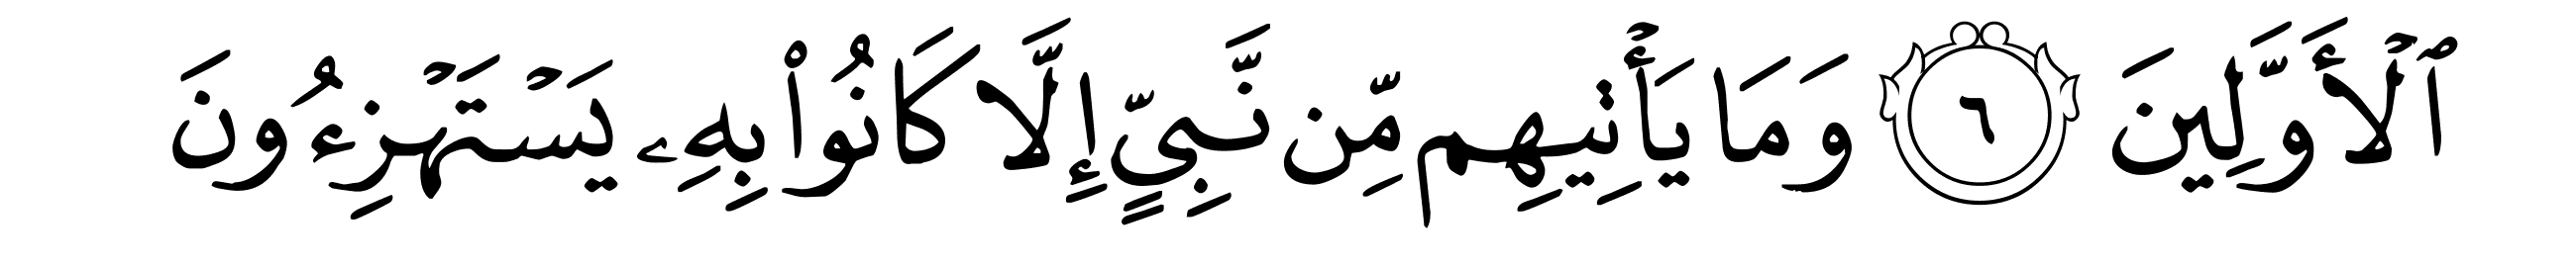 ٱلۡأَوَّلِينَ ٦ وَمَا يَأۡتِيهِم مِّن نَّبِيٍّ إِلَّا كَانُواْ بِهِۦ يَسۡتَهۡزِءُونَ